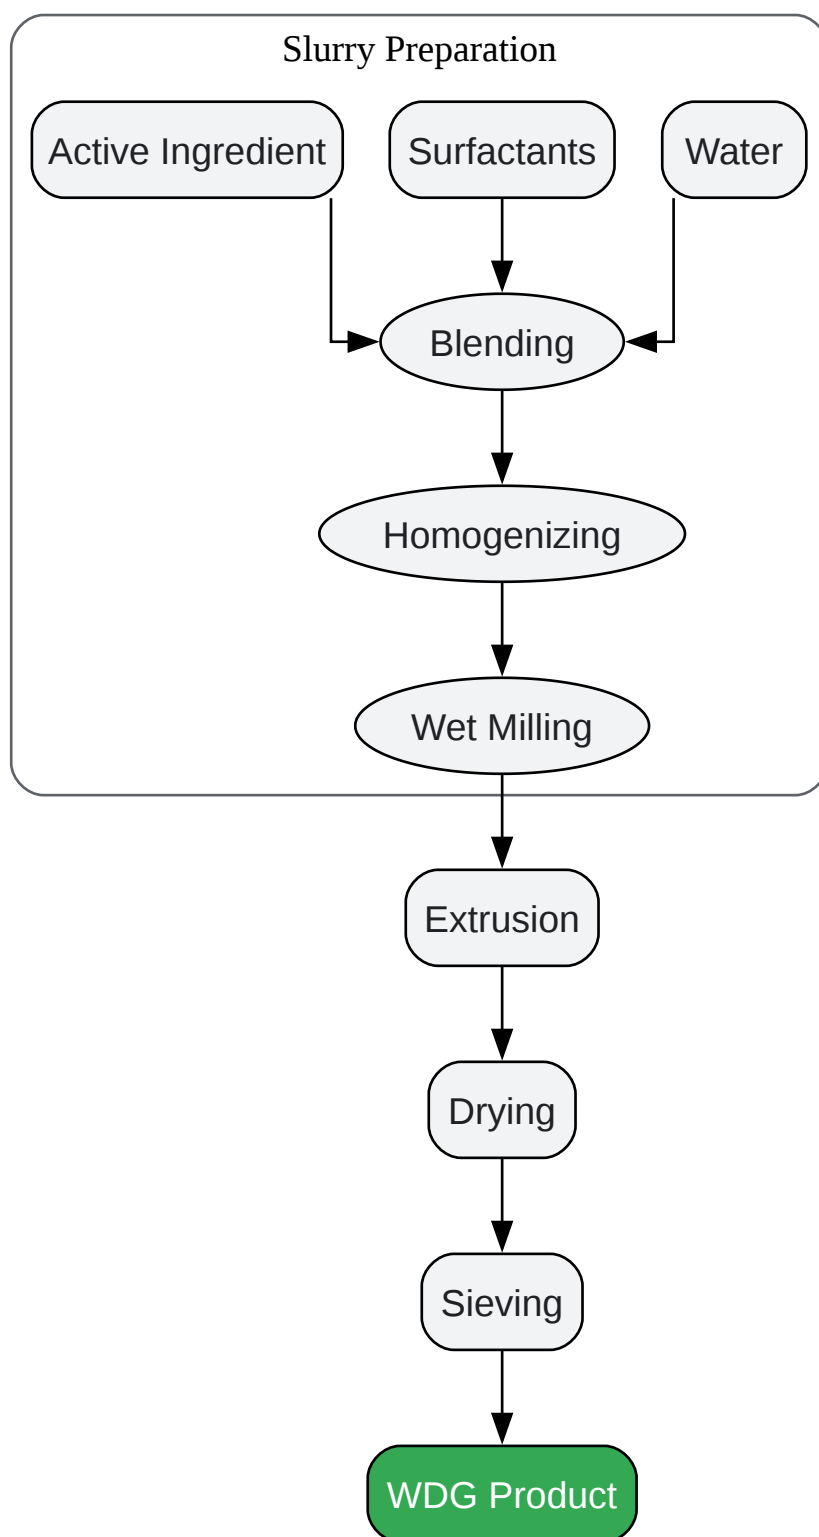 Slurry Preparation
Active Ingredient
Surfactants
Water
Blending
Homogenizing
Wet Milling
Extrusion
Drying
Sieving
WDG Product